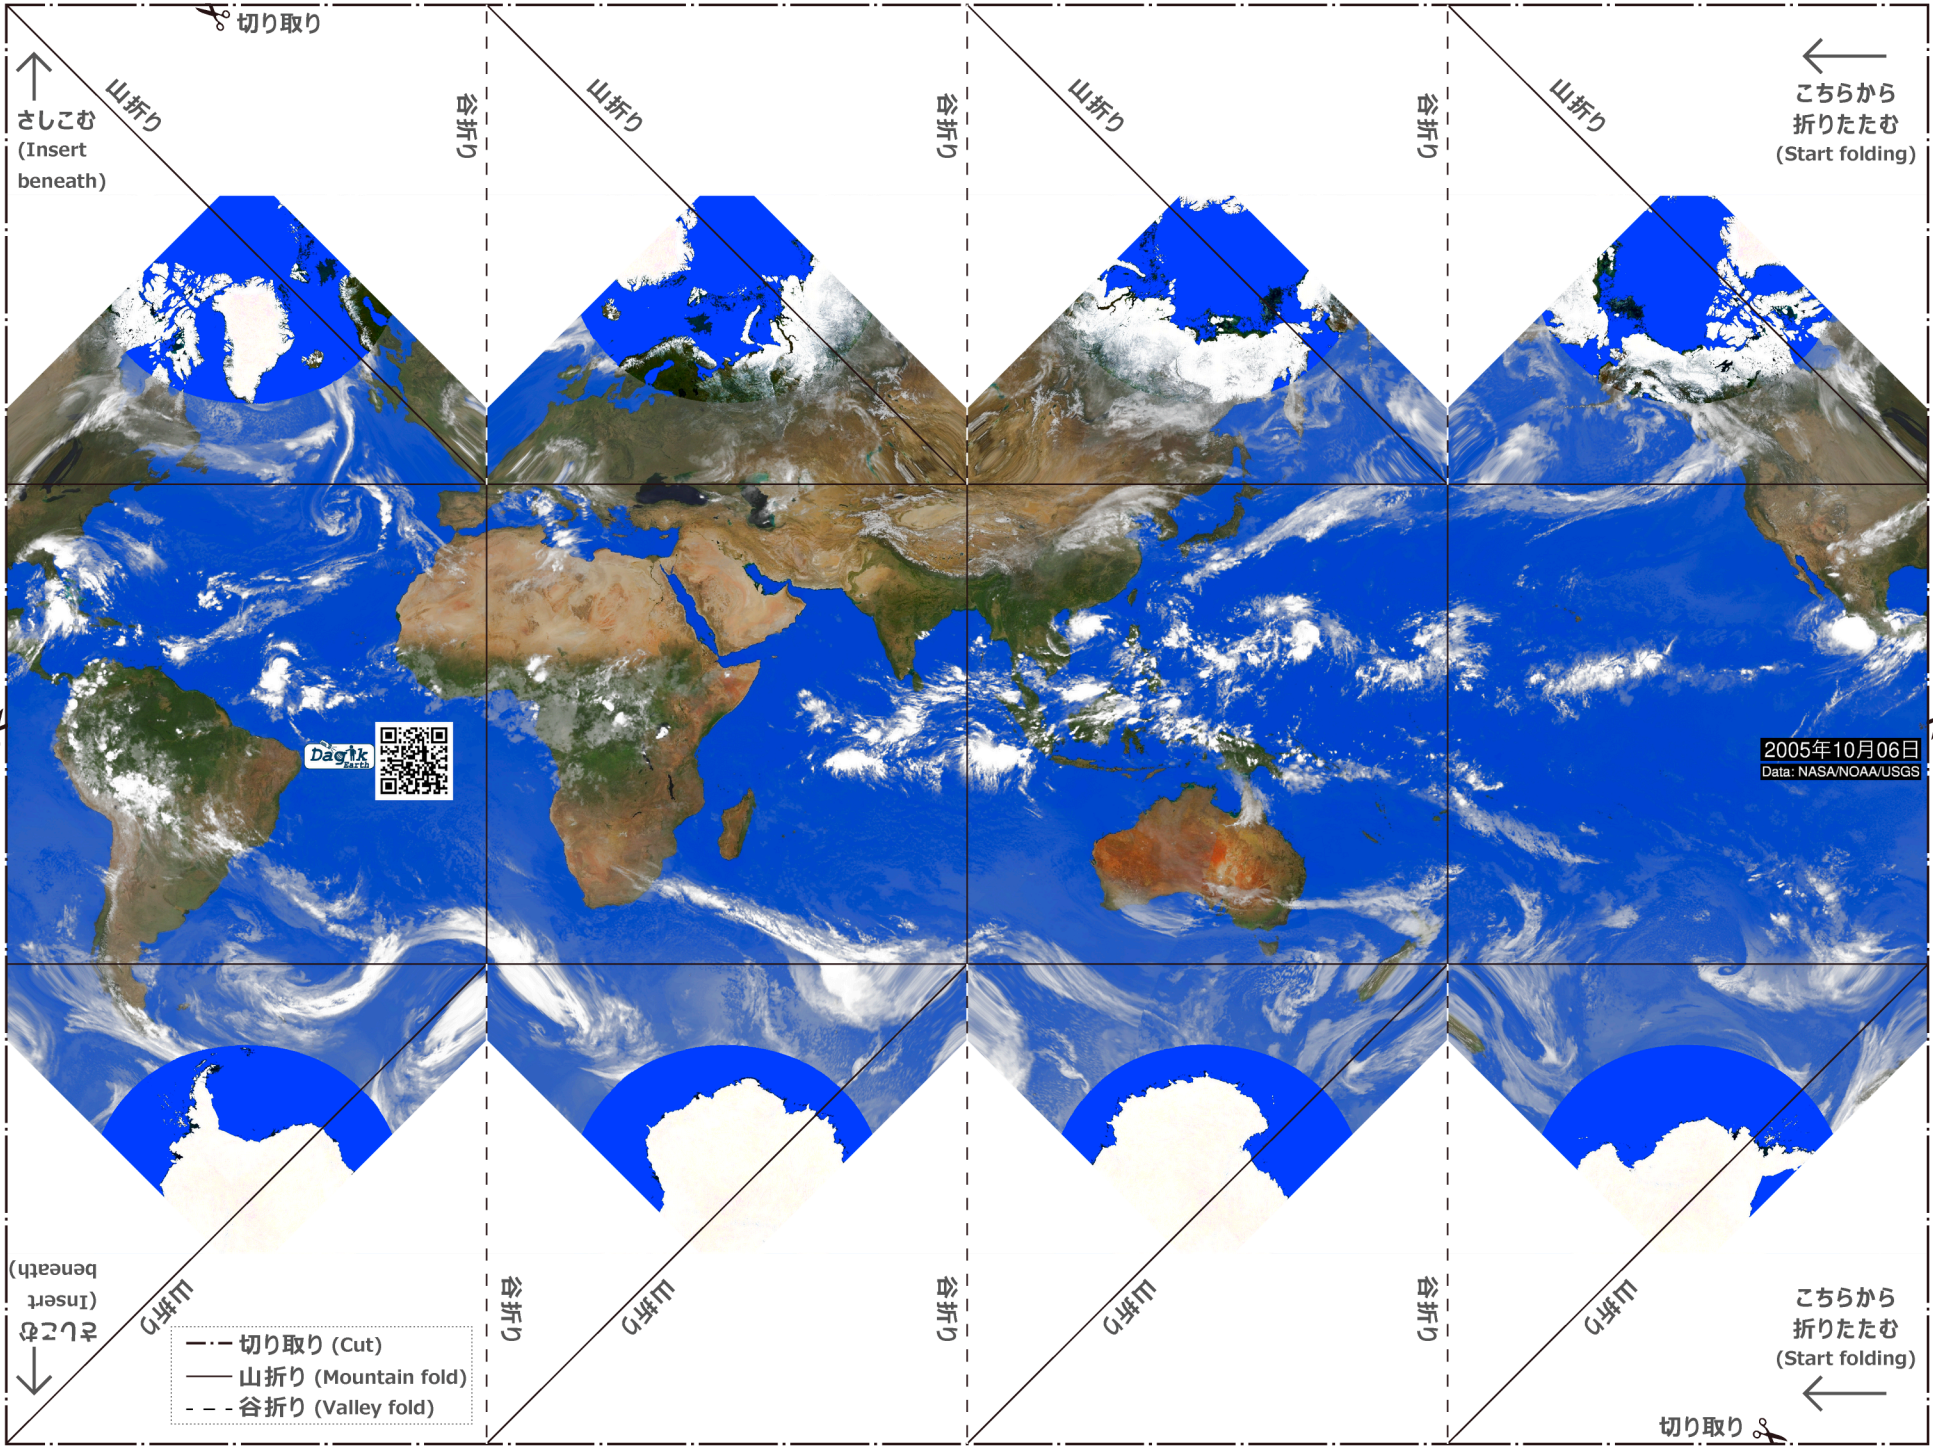 切り取り
山折り
谷折り
山折り
谷折り
山折り
谷折り
山折り
さしこむ
(Insert
beneath)
こちらから
折りたたむ
(Start folding)
Dagik
Earth
2005年10月06日
Data: NASA/NOAA/USGS
さしこむ
(Insert
beneath)
山折り
谷折り
山折り
谷折り
山折り
谷折り
山折り
こちらから
折りたたむ
(Start folding)
切り取り (Cut)
山折り (Mountain fold)
谷折り (Valley fold)
切り取り